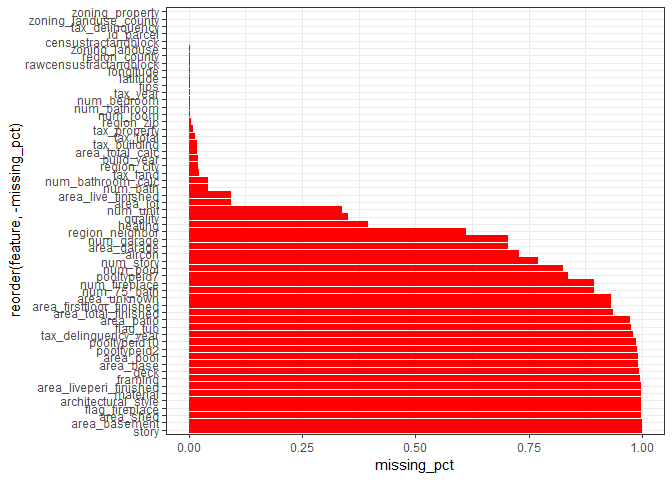 zoning_property
zoning_landuse_county
tax_delinquency
id_parcel
censustractandblock
zoning_landuse
region_county
rawcensustractandblock
longitude
latitude
fips
tax_year
num_bedroom
num_bathroom
num_room
region_zip
tax_property
tax_total
tax_building
area_total_calc
build_year
region_city
tax_land
num_bathroom_calc
num_bath
area_live_finished
area_lot
num_unit
quality
heating
region_neighbor
num_garage
area_garage
aircon
num_story
num_pool
pooltypeid7
num_fireplace
num_75_bath
area_unknown
area_firstfloor_finished
area_total_finished
area_patio
flag_tub
tax_delinquency_year
pooltypeid10
pooltypeid2
area_pool
area_base
deck
framing
area_liveperi_finished
material
architectural_style
flag_fireplace
area_shed
area_basement
story
reorder(feature, -missing_pct)
0.00 0.25 0.50 0.75 1.00
missing_pct